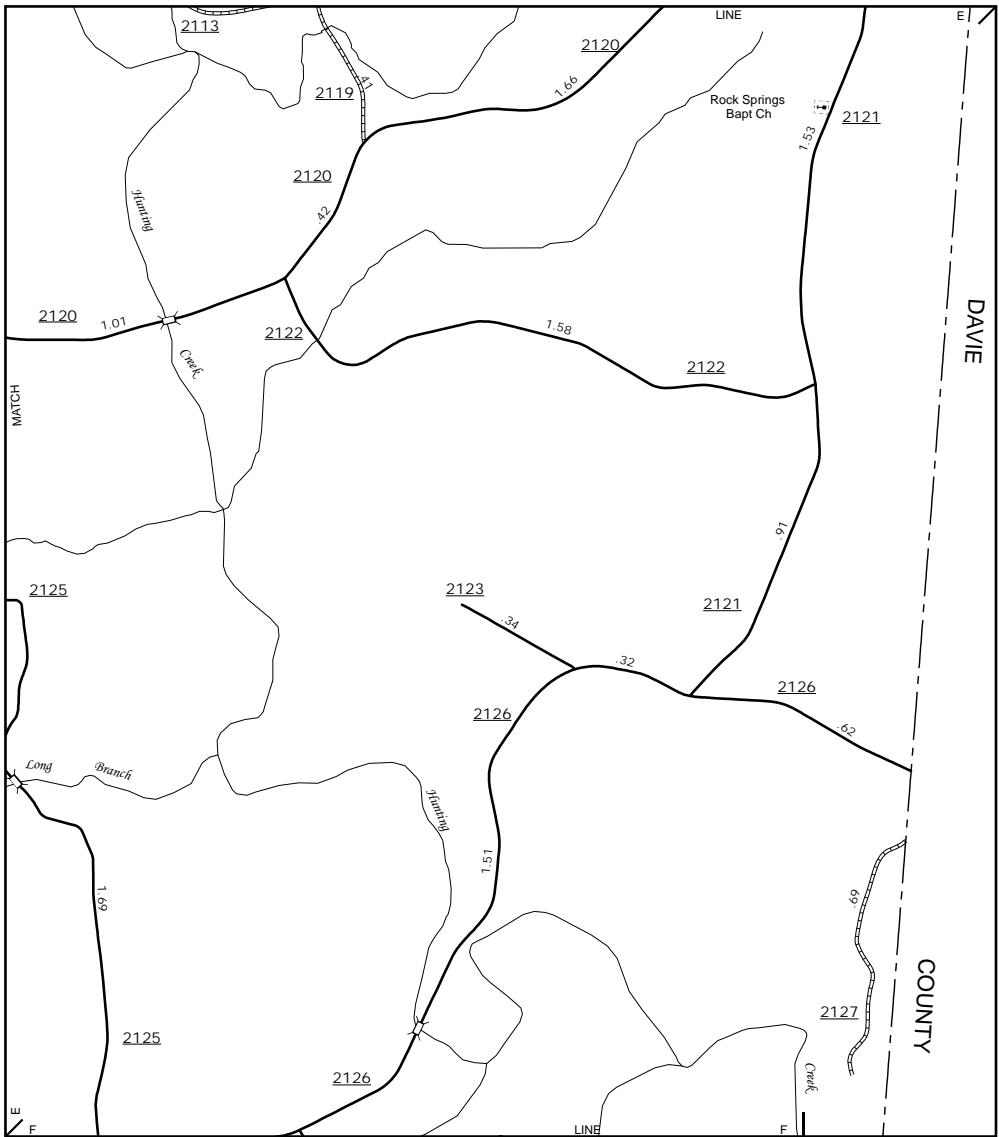 LINE
E
2113
2120
1.66
2119
.41
Rock Springs
Bapt Ch
2121
1.53
2120
.42
Hunting
2120
1.01
2122
1.58
DAVIE
Creek
2122
MATCH
.91
2125
2123
.34
2121
.32
2126
2126
.62
Long Branch
Hunting
1.51
1.69
.69
COUNTY
2127
2125
2126
Creek
E
F
LINE
F